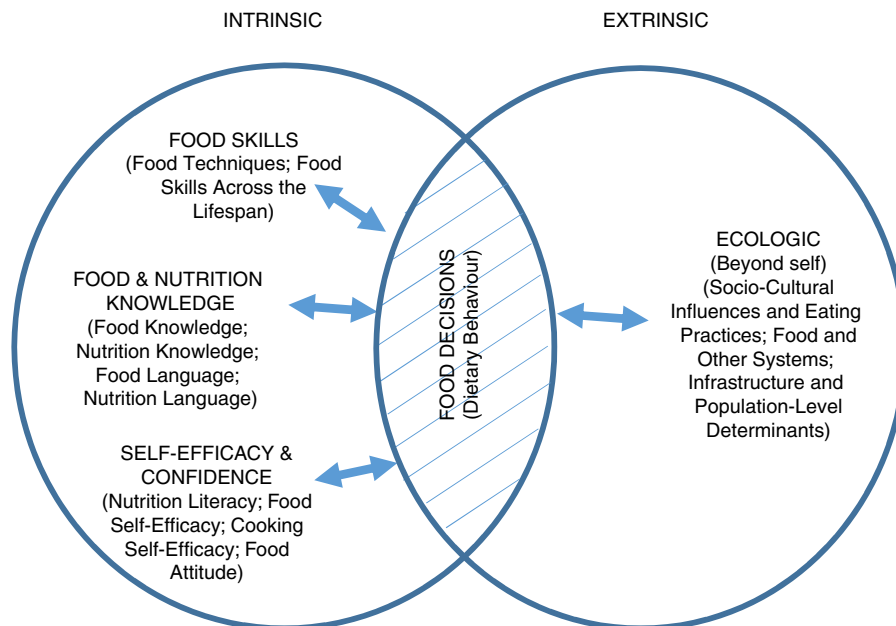 INTRINSIC
EXTRINSIC
FOOD SKILLS
(Food Techniques; Food
Skills Across the
Lifespan)
FOOD & NUTRITION
KNOWLEDGE
(Food Knowledge;
Nutrition Knowledge;
Food Language;
Nutrition Language)
SELF-EFFICACY &
CONFIDENCE
(Nutrition Literacy; Food
Self-Efficacy; Cooking
Self-Efficacy; Food
Attitude)
FOOD DECISIONS
(Dietary Behaviour)
ECOLOGIC
(Beyond self)
(Socio-Cultural
Influences and Eating
Practices; Food and
Other Systems;
Infrastructure and
Population-Level
Determinants)